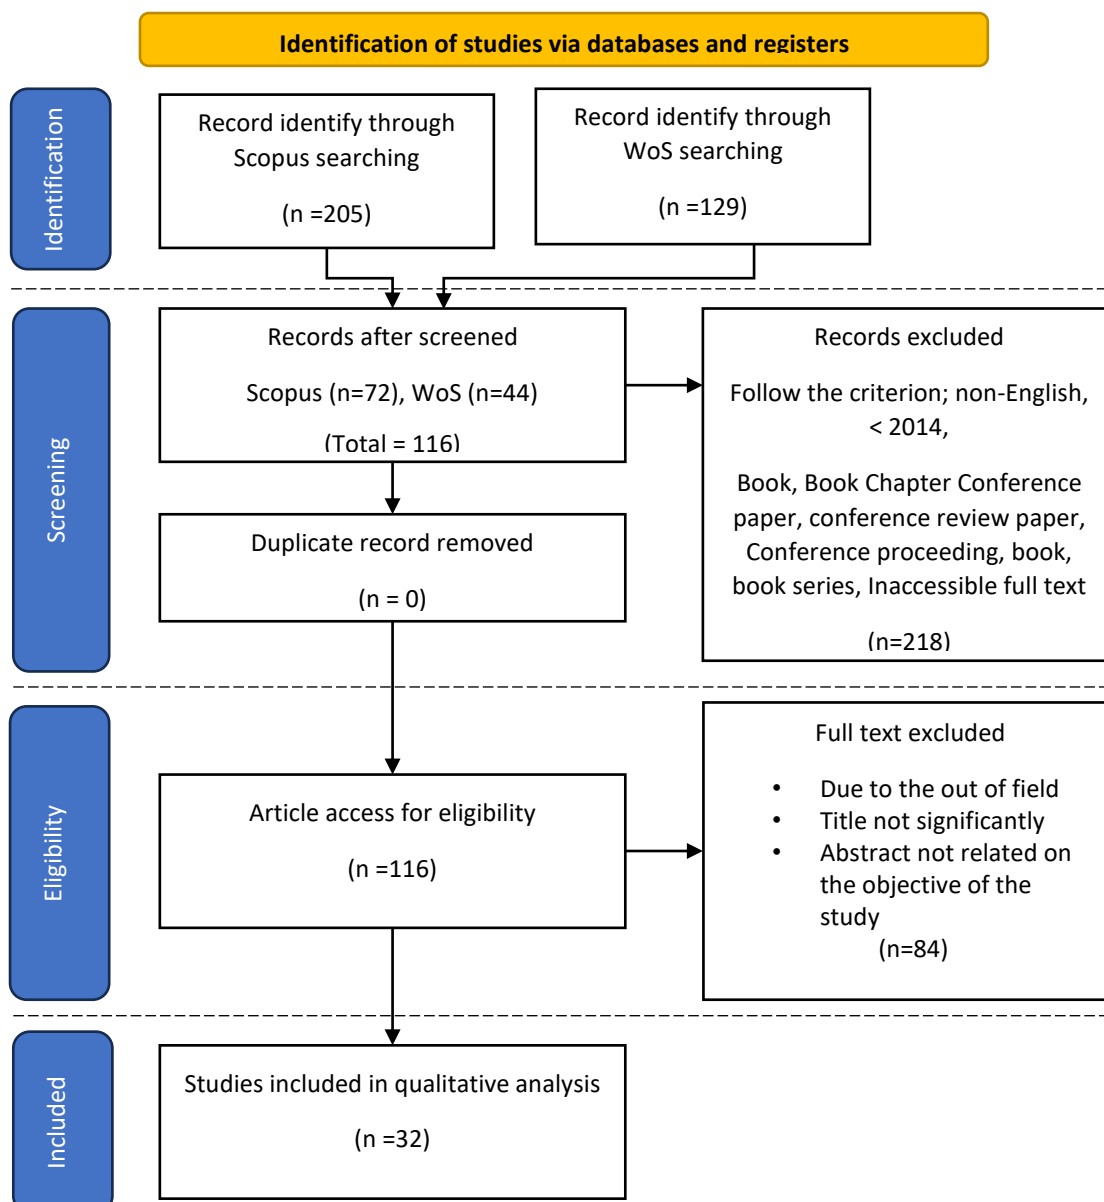 Identification of studies via databases and registers
Identification
Record identify through
Scopus searching
(n =205)
Record identify through
WoS searching
(n =129)
Screening
Records after screened
Scopus (n=72), WoS (n=44)
(Total = 116)
Records excluded
Follow the criterion; non-English,
< 2014,
Book, Book Chapter Conference
paper, conference review paper,
Conference proceeding, book,
book series, Inaccessible full text
(n=218)
Duplicate record removed
(n = 0)
Eligibility
Article access for eligibility
(n =116)
Full text excluded
• Due to the out of field
• Title not significantly
• Abstract not related on
the objective of the
study
(n=84)
Included
Studies included in qualitative analysis
(n =32)